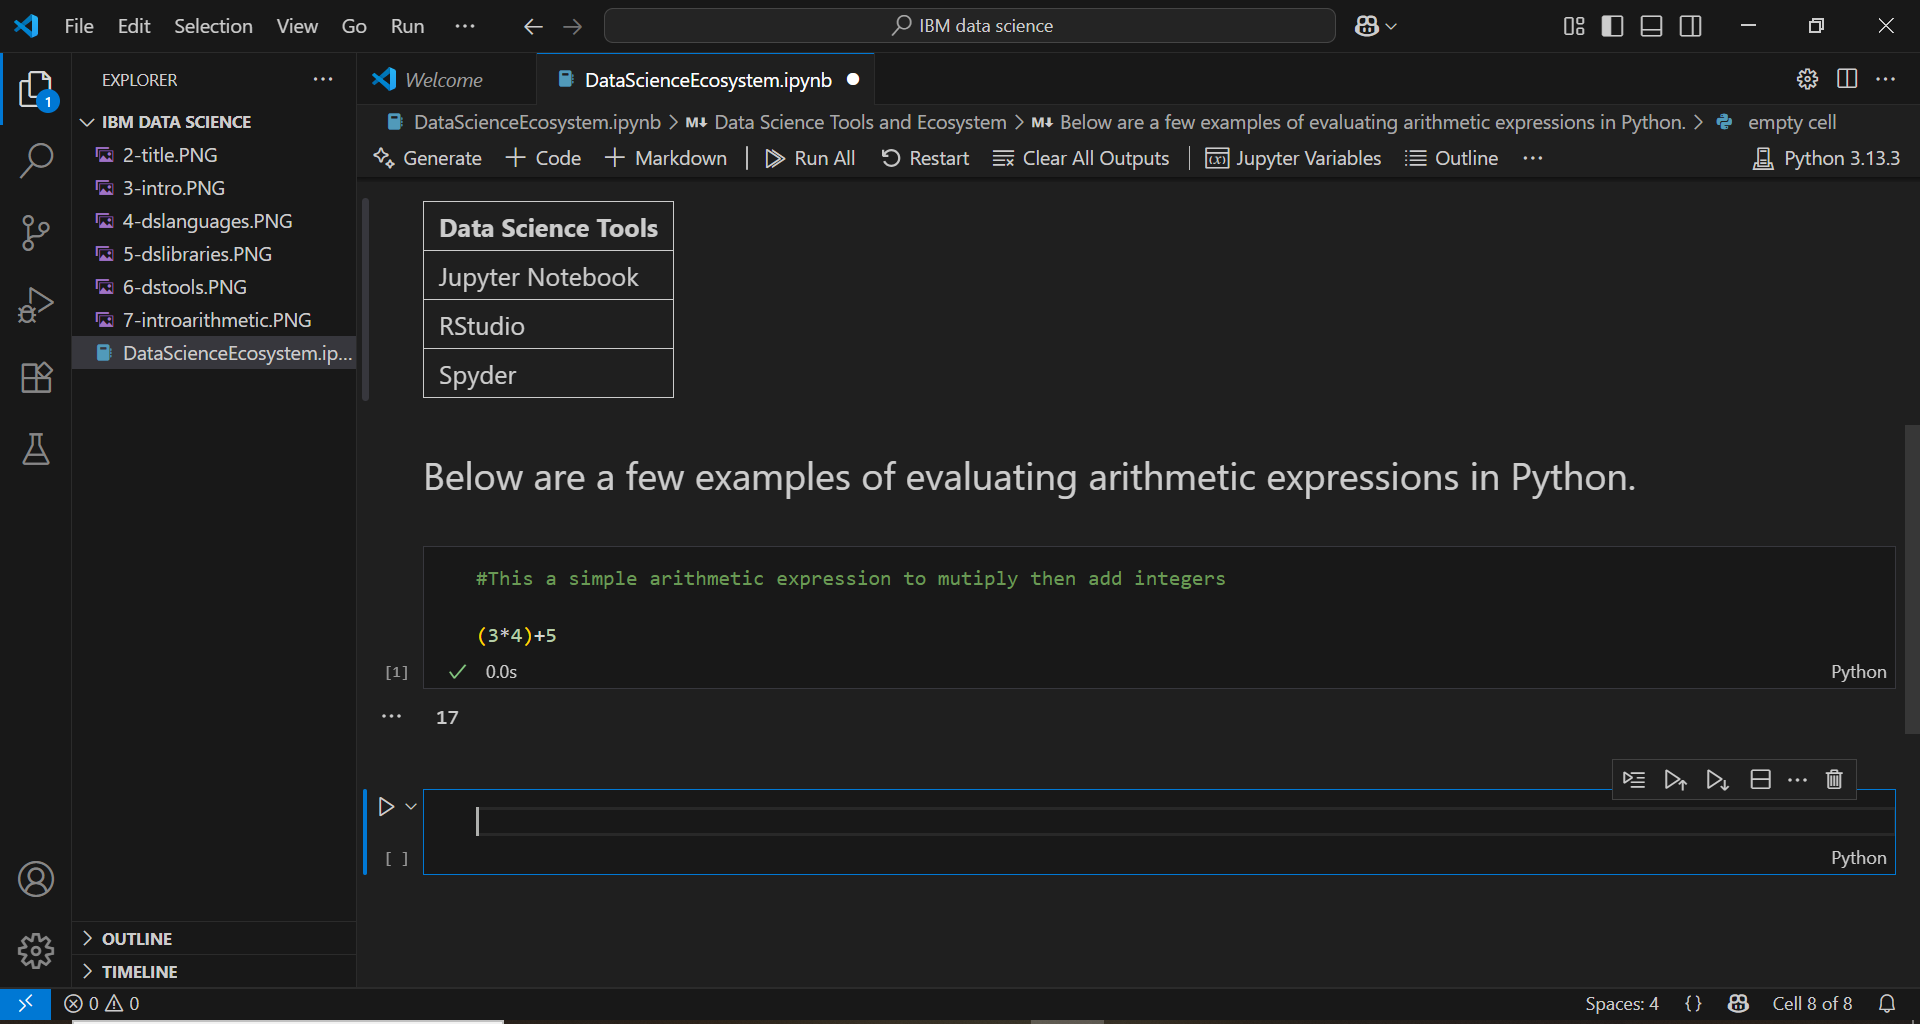 File Edit Selection View Go Run ··· IBM data science
EXPLORER ···
Welcome DataScienceEcosystem.ipynb
IBM DATA SCIENCE
DataScienceEcosystem.ipynb > M↓ Data Science Tools and Ecosystem > M↓ Below are a few examples of evaluating arithmetic expressions in Python. > empty cell
Generate + Code + Markdown | Run All Restart Clear All Outputs | Jupyter Variables Outline ··· Python 3.13.3
2-title.PNG
3-intro.PNG
4-dslanguages.PNG
5-dslibraries.PNG
6-dstools.PNG
7-introarithmetic.PNG
DataScienceEcosystem.ip...
Data Science Tools
Jupyter Notebook
RStudio
Spyder
Below are a few examples of evaluating arithmetic expressions in Python.
#This a simple arithmetic expression to mutiply then add integers
(3*4)+5
[1] 0.0s Python
··· 17
[ ] Python
OUTLINE
TIMELINE
0 0 Spaces: 4 {} Cell 8 of 8
1